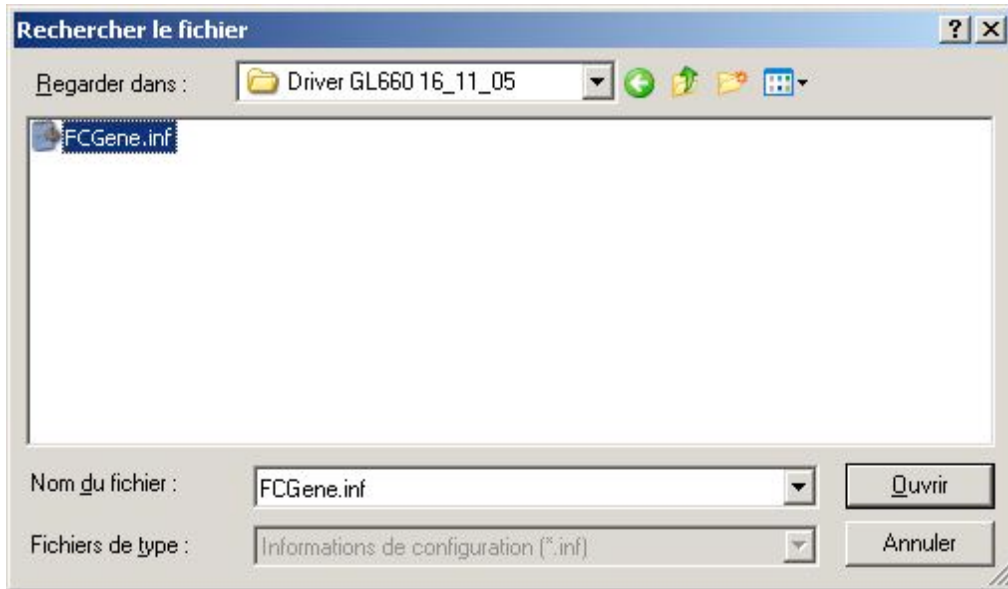 Rechercher le fichier
Regarder dans :
Driver GL660 16_11_05
FCGene.inf
Nom du fichier :
FCGene.inf
Ouvrir
Fichiers de type :
Informations de configuration (*.inf)
Annuler